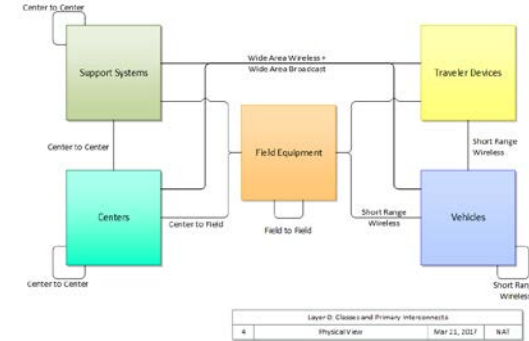 Center to Center
Support Systems
Wide Area Wireless +
Wide Area Broadcast
Traveler Devices
Center to Center
Field Equipment
Short Range
Wireless
Centers
Center to Field
Field to Field
Short Range
Wireless
Vehicles
Center to Center
Short Rang
Wireless
Layer 0: Classes and Primary Interconnects
4 Physical View Mar 21, 2017 NAT